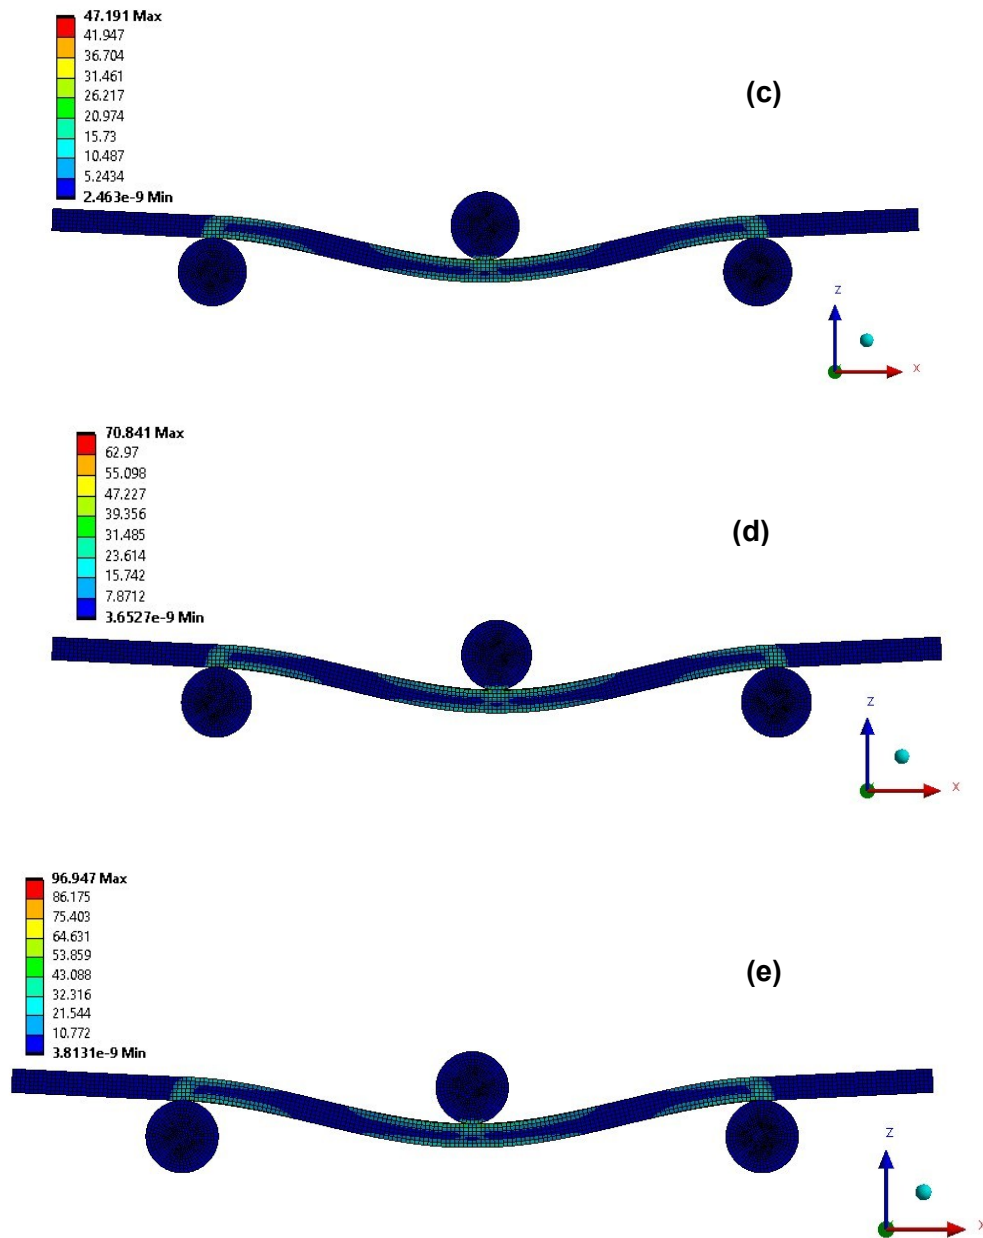 47.191 Max
41.947
36.704
31.461
26.217
20.974
15.73
10.487
5.2434
2.463e-9 Min
(c)
z
x
70.841 Max
62.97
55.098
47.227
39.356
31.485
23.614
15.742
7.8712
3.6527e-9 Min
(d)
Z
X
96.947 Max
86.175
75.403
64.631
53.859
43.088
32.316
21.544
10.772
3.8131e-9 Min
(e)
Z
X